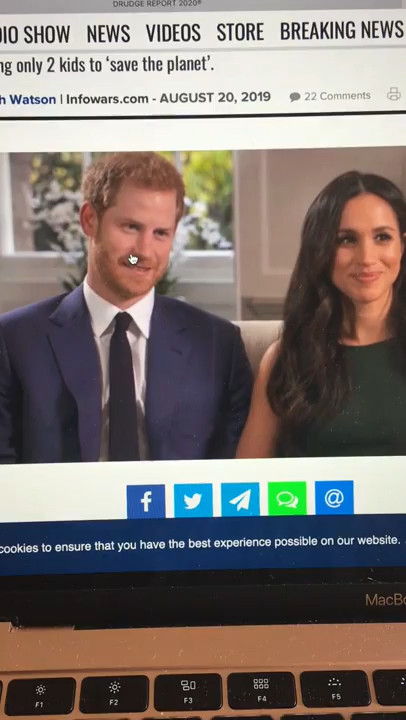 DRUDGE REPORT 2020®
DIO SHOW NEWS VIDEOS STORE BREAKING NEWS
ng only 2 kids to ‘save the planet’.
h Watson | Infowars.com - AUGUST 20, 2019 22 Comments
cookies to ensure that you have the best experience possible on our website.
MacBo
F1 F2 F3 F4 F5